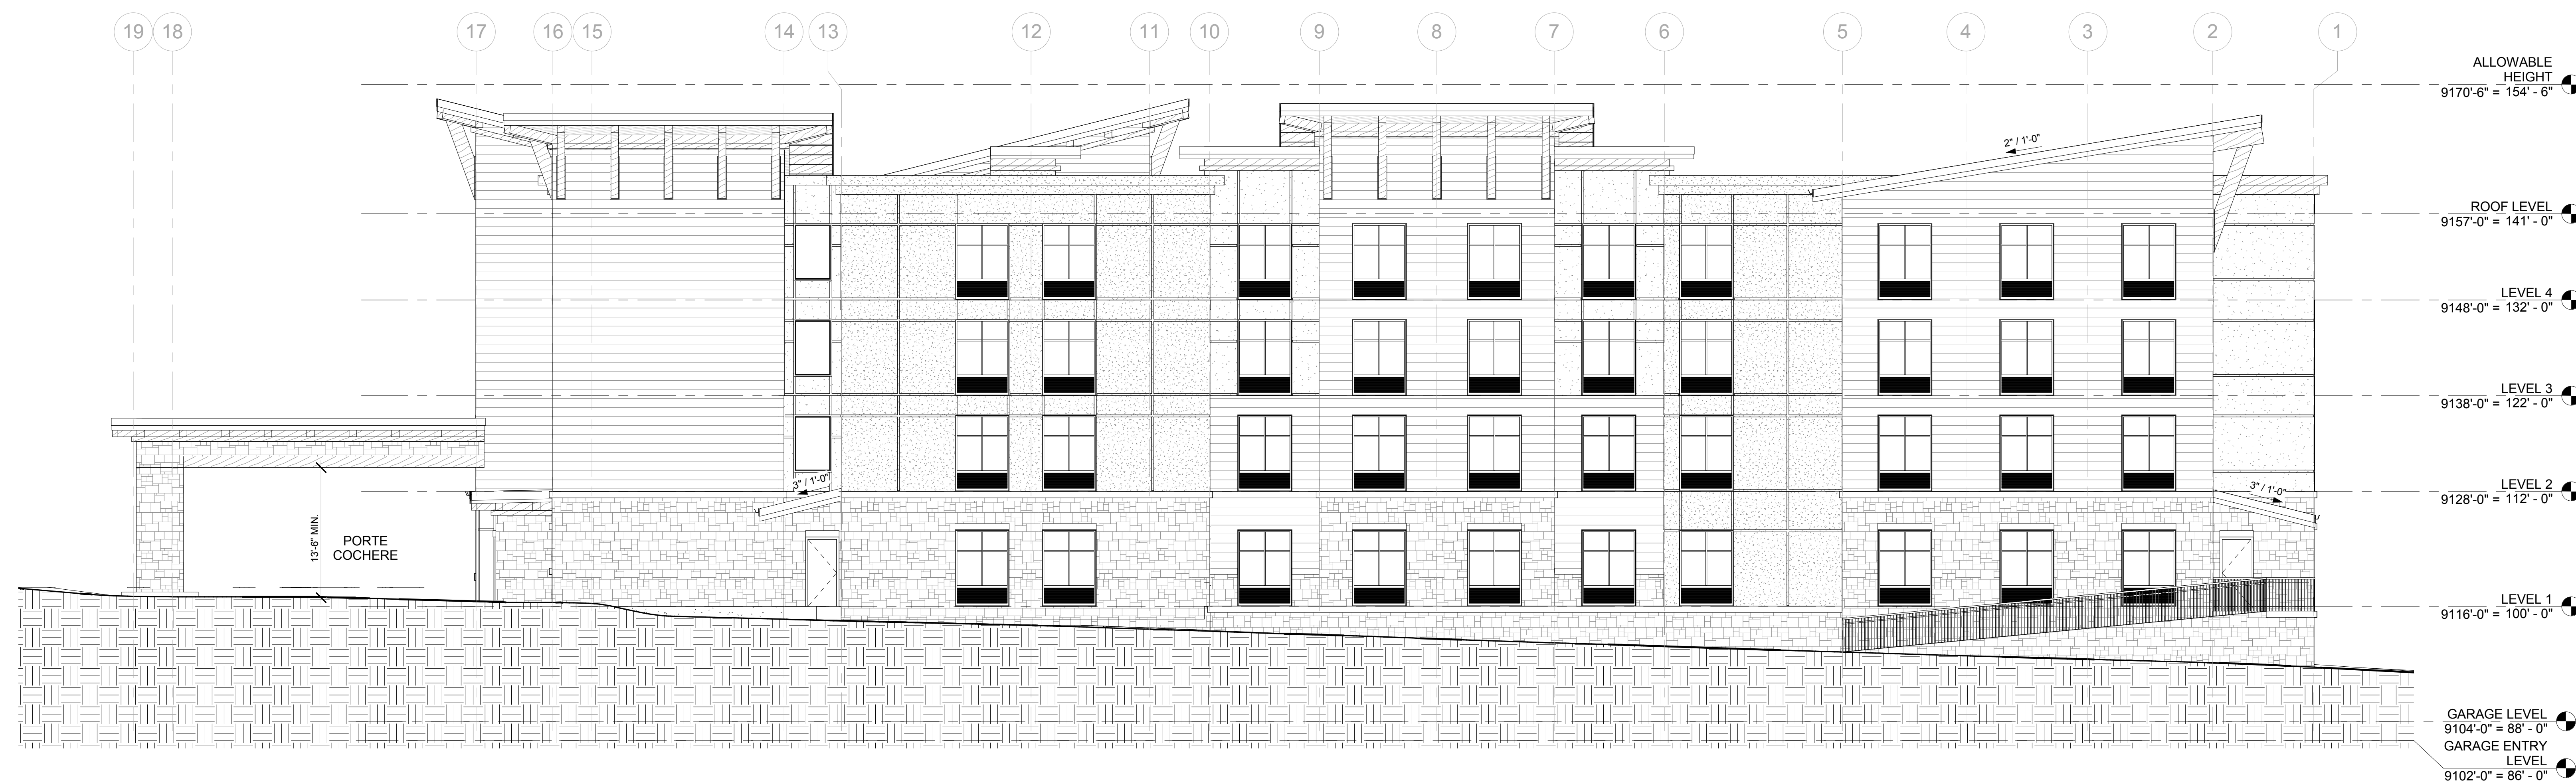 19 18 17 16 15 14 13 12 11 10 9 8 7 6 5 4 3 2 1
ALLOWABLE
HEIGHT
9170'-6" = 154' - 6"
2" / 1'-0"
ROOF LEVEL
9157'-0" = 141' - 0"
LEVEL 4
9148'-0" = 132' - 0"
LEVEL 3
9138'-0" = 122' - 0"
3" / 1'-0"
3" / 1'-0"
LEVEL 2
9128'-0" = 112' - 0"
13'-6" MIN.
PORTE
COCHERE
LEVEL 1
9116'-0" = 100' - 0"
GARAGE LEVEL
9104'-0" = 88' - 0"
GARAGE ENTRY
LEVEL
9102'-0" = 86' - 0"